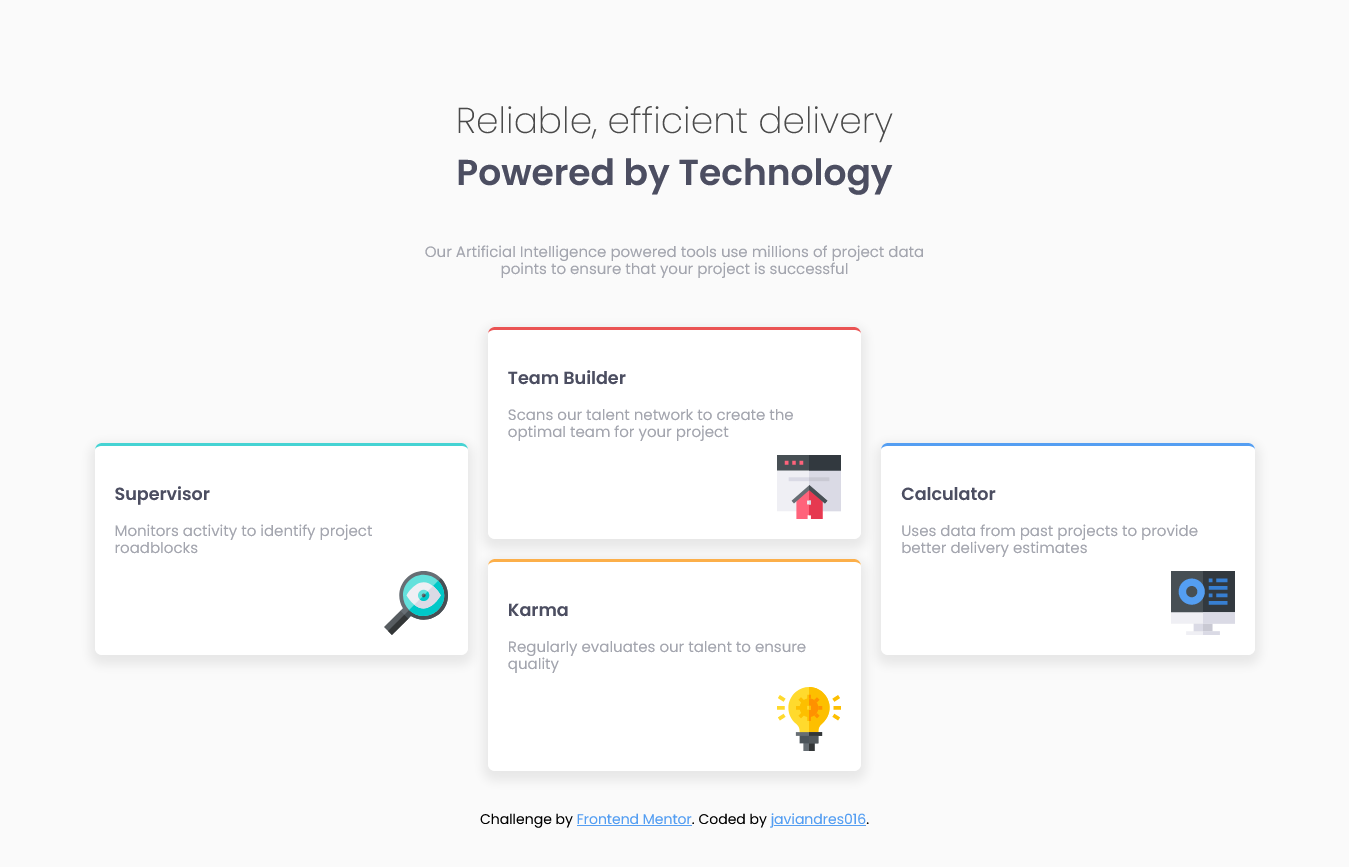 Reliable, efficient delivery
Powered by Technology
Our Artificial Intelligence powered tools use millions of project data
points to ensure that your project is successful
Supervisor
Monitors activity to identify project
roadblocks
Team Builder
Scans our talent network to create the
optimal team for your project
Karma
Regularly evaluates our talent to ensure
quality
Calculator
Uses data from past projects to provide
better delivery estimates
Challenge by Frontend Mentor. Coded by javiandres016.